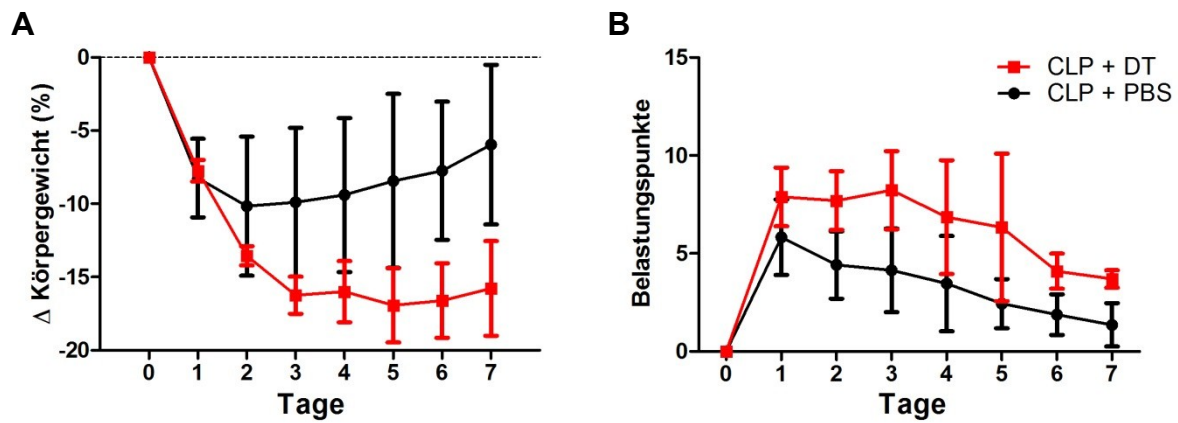 A
Δ Körpergewicht (%)
0
-5
-10
-15
-20
0 1 2 3 4 5 6 7
Tage
B
Belastungspunkte
15
10
5
0
CLP + DT
CLP + PBS
0 1 2 3 4 5 6 7
Tage